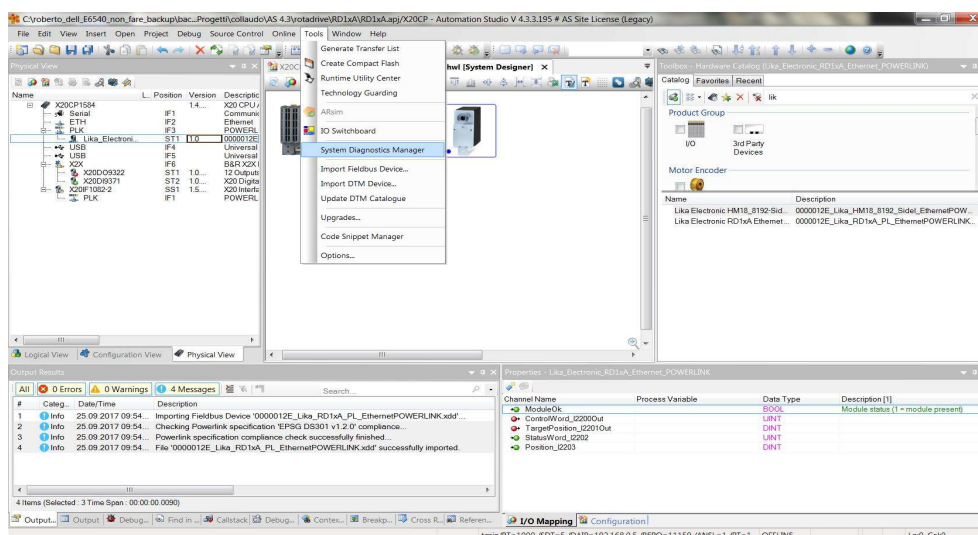 C:\roberto_dell_E6540_non_fare_backup\bac..Progetti\collaudo\AS 4.3\rotadrive\RD1xA\RD1xA.apj/X20CP - Automation Studio V 4.3.3.195 # AS Site License (Legacy)
File Edit View Insert Open Project Debug Source Control Online Tools Window Help
Physical View
X20C
hwl [System Designer] X
Toolbox - Hardware Catalog (Lika_Electronic_RD1xA_Ethernet_POWERLINK)
Generate Transfer List
Create Compact Flash
Runtime Utility Center
Technology Guarding
ARsim
IO Switchboard
System Diagnostics Manager
Import Fieldbus Device...
Import DTM Device...
Update DTM Catalogue
Upgrades...
Code Snippet Manager
Options...
Name L... Position Version Descriptic
X20CP1584 1.4... X20 CPU
Serial IF1 Communic
ETH IF2 Ethernet
PLK IF3 POWERL
Lika_Electroni... ST1 1.0 0000012E
USB IF4 Universal
USB IF5 Universal
X2X IF6 B&R X2X
X20DO9322 ST1 1.0... 12 Outputs
X20DI9371 ST2 1.0... X20 Digita
X20IF1082-2 SS1 1.5... X20 Interfa
PLK IF1 POWERL
Catalog Favorites Recent
lik
Product Group
I/O
3rd Party Devices
Motor Encoder
Name Description
Lika Electronic HM18_8192-Sid... 0000012E_Lika_HM18_8192_Sidel_EthernetPOW...
Lika Electronic RD1xA Ethernet... 0000012E_Lika_RD1xA_PL_EthernetPOWERLINK...
Logical View Configuration View Physical View
Output Results
All 0 Errors 0 Warnings 4 Messages Search...
# Categ... Date/Time Description
1 Info 25.09.2017 09:54... Importing Fieldbus Device '0000012E_Lika_RD1xA_PL_EthernetPOWERLINK.xdd'...
2 Info 25.09.2017 09:54... Checking Powerlink specification 'EPSG DS301 v1.2.0' compliance...
3 Info 25.09.2017 09:54... Powerlink specification compliance check successfully finished...
4 Info 25.09.2017 09:54... File '0000012E_Lika_RD1xA_PL_EthernetPOWERLINK.xdd' successfully imported.
4 Items (Selected : 3 Time Span : 00:00:00.0090)
Output... Output Debug... Find in ... Callstack Debug... Contex... Breakp... Cross R... Referen...
Properties - Lika_Electronic_RD1xA_Ethernet_POWERLINK
Channel Name Process Variable Data Type Description [1]
ModuleOk BOOL Module status (1 = module present)
ControlWord_I2200Out UINT
TargetPosition_I2201Out DINT
StatusWord_I2202 UINT
Position_I2203 DINT
I/O Mapping Configuration
OFFLINE